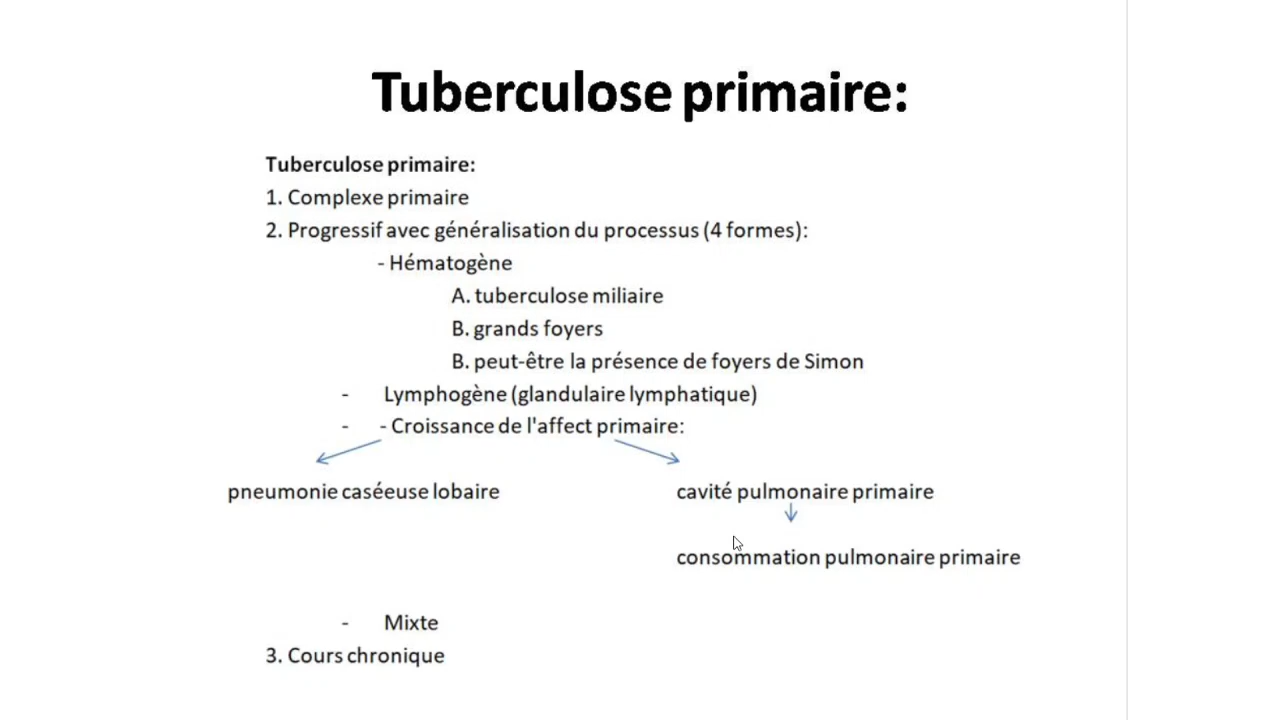 Tuberculose primaire:
Tuberculose primaire:
1. Complexe primaire
2. Progressif avec généralisation du processus (4 formes):
- Hématogène
A. tuberculose miliaire
B. grands foyers
B. peut-être la présence de foyers de Simon
- Lymphogène (glandulaire lymphatique)
- - Croissance de l'affect primaire:
pneumonie caséeuse lobaire cavité pulmonaire primaire
consommation pulmonaire primaire
- Mixte
3. Cours chronique